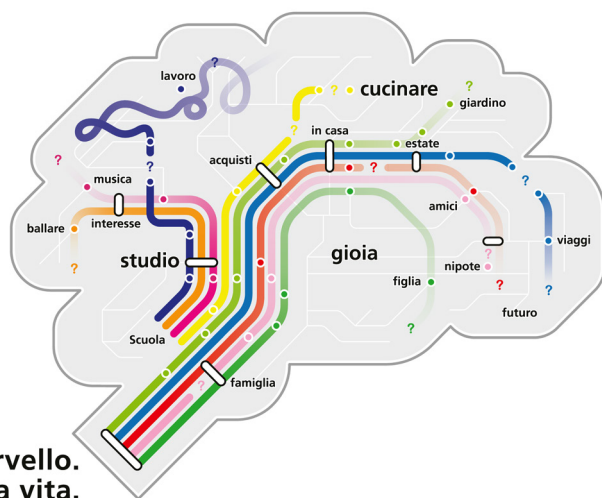 ?
lavoro
?
cucinare
?
giardino
?
in casa
estate
?
acquisti
?
?
musica
?
interesse
ballare
amici
?
viaggi
studio
gioia
?
nipote
?
figlia
?
?
futuro
?
Scuola
famiglia
?
rvello.
a vita.